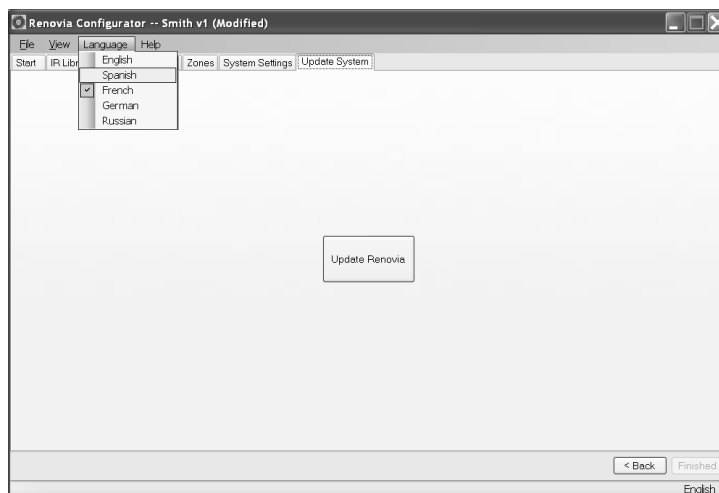 Renovia Configurator -- Smith v1 (Modified)
File View Language Help
Start IR Libr Zones System Settings Update System
English
Spanish
French
German
Russian
Update Renovia
< Back Finished
English